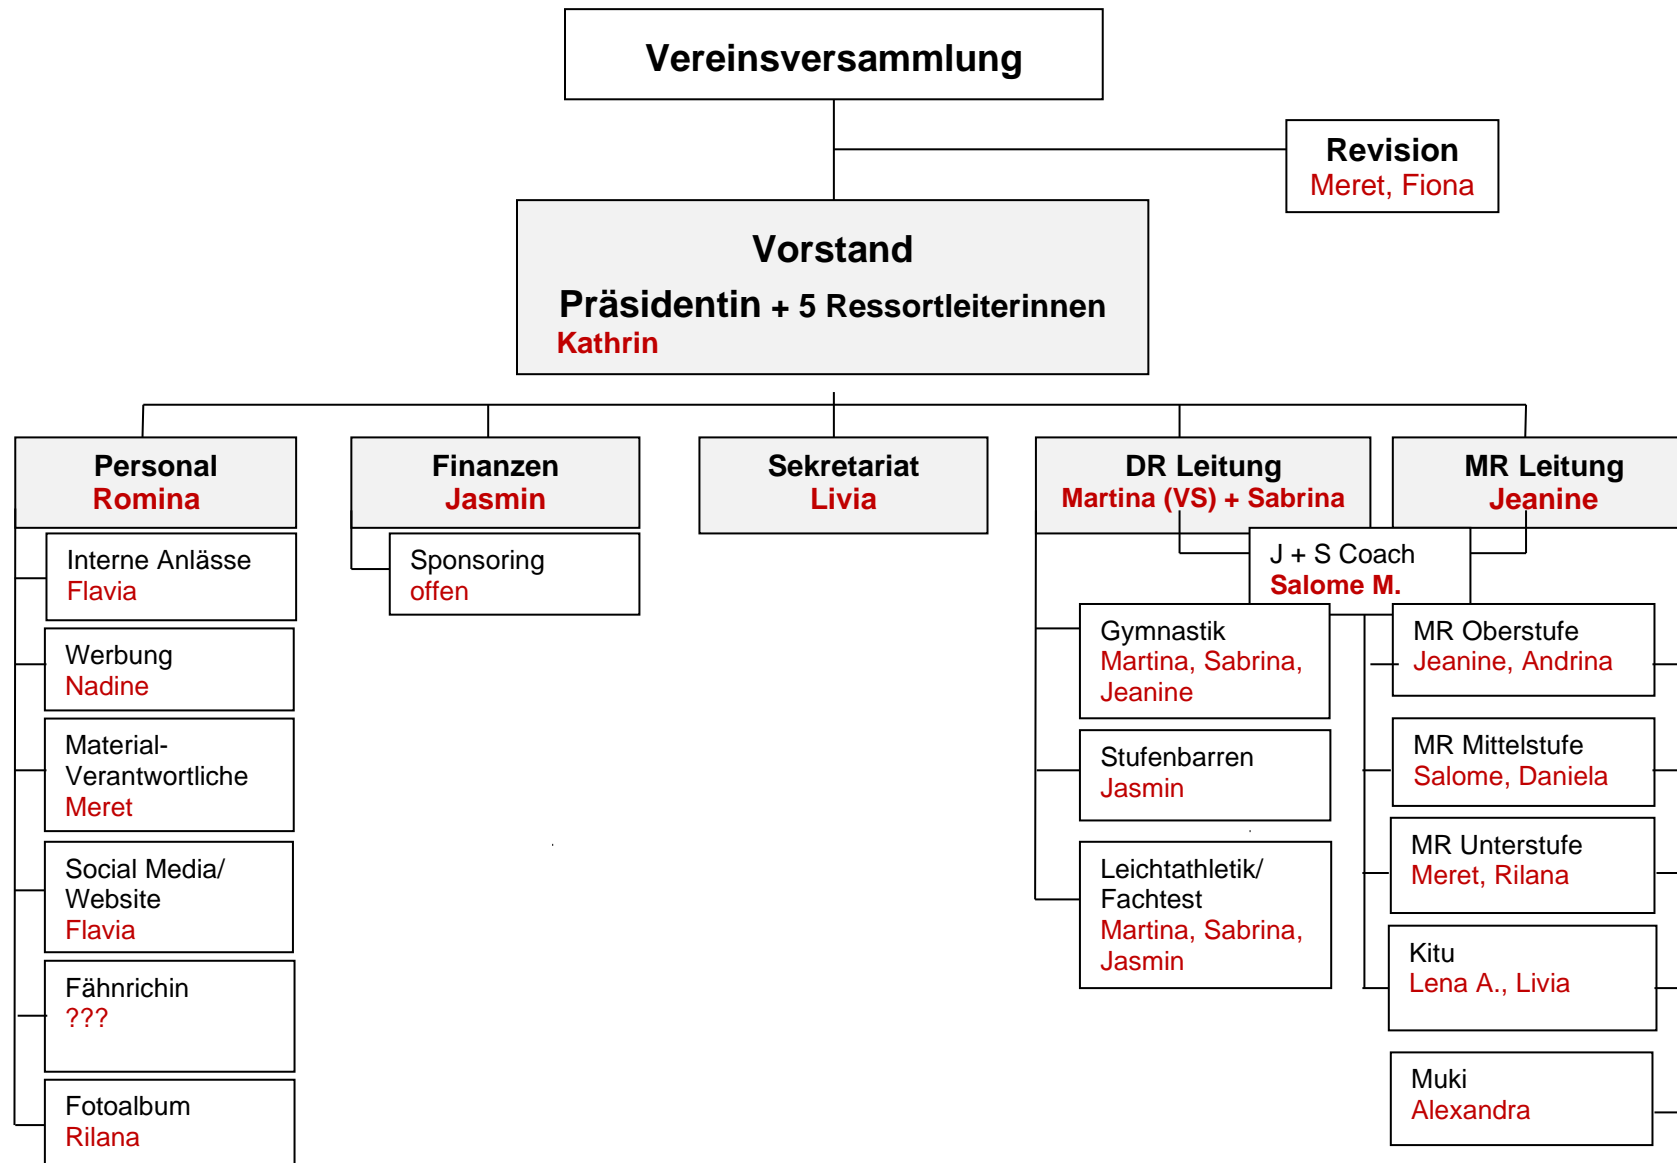 Vereinsversammlung
Revision
Meret, Fiona
Vorstand
Präsidentin + 5 Ressortleiterinnen
Kathrin
Personal
Romina
Finanzen
Jasmin
Sekretariat
Livia
DR Leitung
Martina (VS) + Sabrina
MR Leitung
Jeanine
J + S Coach
Salome M.
Interne Anlässe
Flavia
Werbung
Nadine
Material-
Verantwortliche
Meret
Social Media/
Website
Flavia
Fähnrichin
???
Fotoalbum
Rilana
Sponsoring
offen
Gymnastik
Martina, Sabrina,
Jeanine
Stufenbarren
Jasmin
Leichtathletik/
Fachtest
Martina, Sabrina,
Jasmin
MR Oberstufe
Jeanine, Andrina
MR Mittelstufe
Salome, Daniela
MR Unterstufe
Meret, Rilana
Kitu
Lena A., Livia
Muki
Alexandra